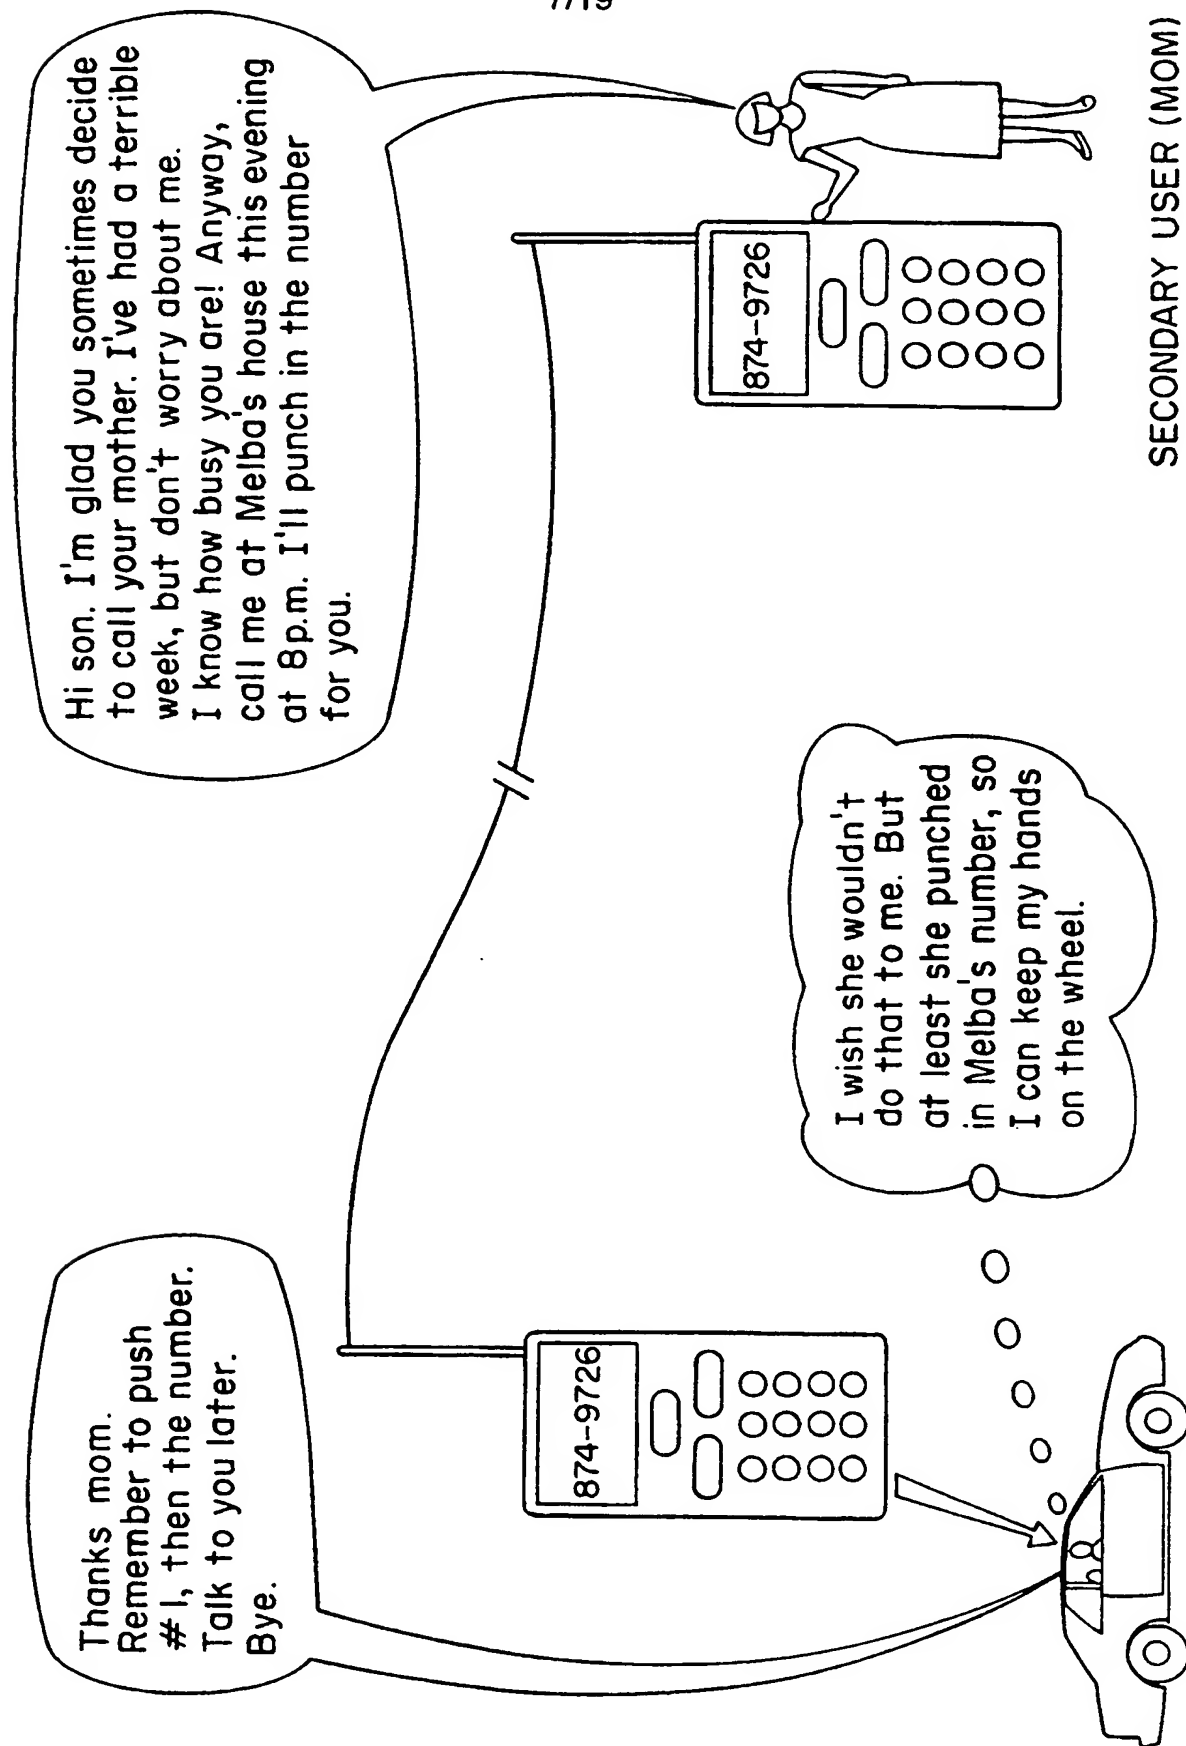 7/19
Thanks mom.
Remember to push
#1, then the number.
Talk to you later.
Bye.
Hi son. I'm glad you sometimes decide
to call your mother. I've had a terrible
week, but don't worry about me.
I know how busy you are! Anyway,
call me at Melba's house this evening
at 8p.m. I'll punch in the number
for you.
874-9726
874-9726
I wish she wouldn't
do that to me. But
at least she punched
in Melba's number, so
I can keep my hands
on the wheel.
SECONDARY USER (MOM)